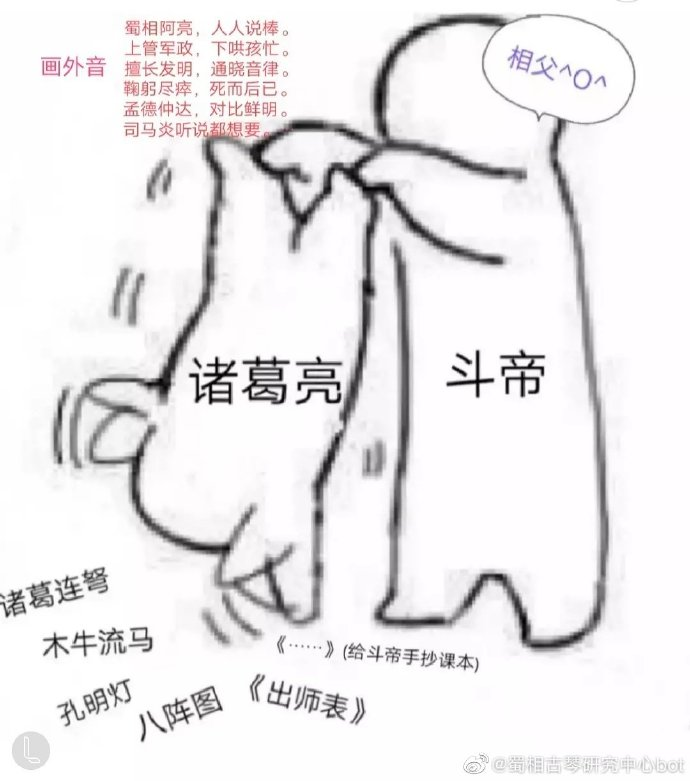 画外音
蜀相阿亮，人人说棒。
上管军政，下哄孩忙。
擅长发明，通晓音律。
鞠躬尽瘁，死而后已。
孟德仲达，对比鲜明。
司马炎听说都想要。
相父^O^
诸葛亮
斗帝
诸葛连弩
木牛流马
《……》(给斗帝手抄课本)
孔明灯
八阵图
《出师表》
@蜀相古琴研究中心bot